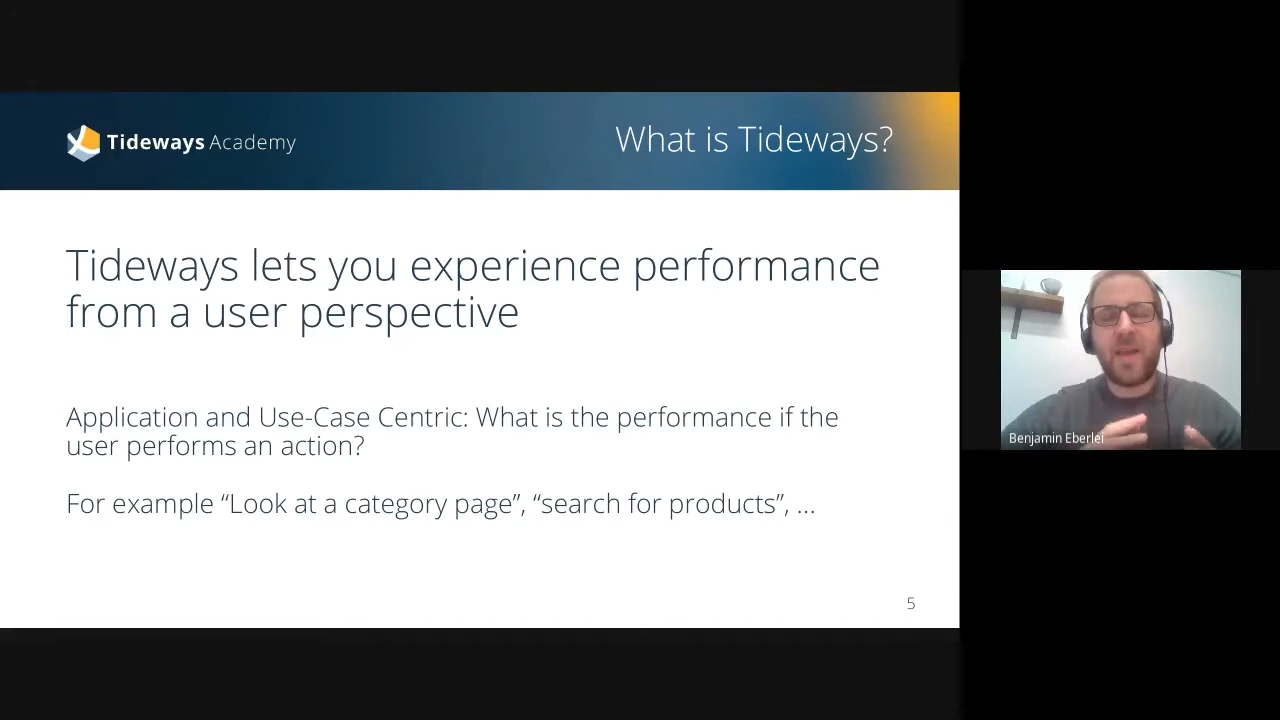 Tideways Academy
What is Tideways?
Tideways lets you experience performance
from a user perspective
Application and Use-Case Centric: What is the performance if the
user performs an action?
For example “Look at a category page”, “search for products”, ...
5
Benjamin Eberlei